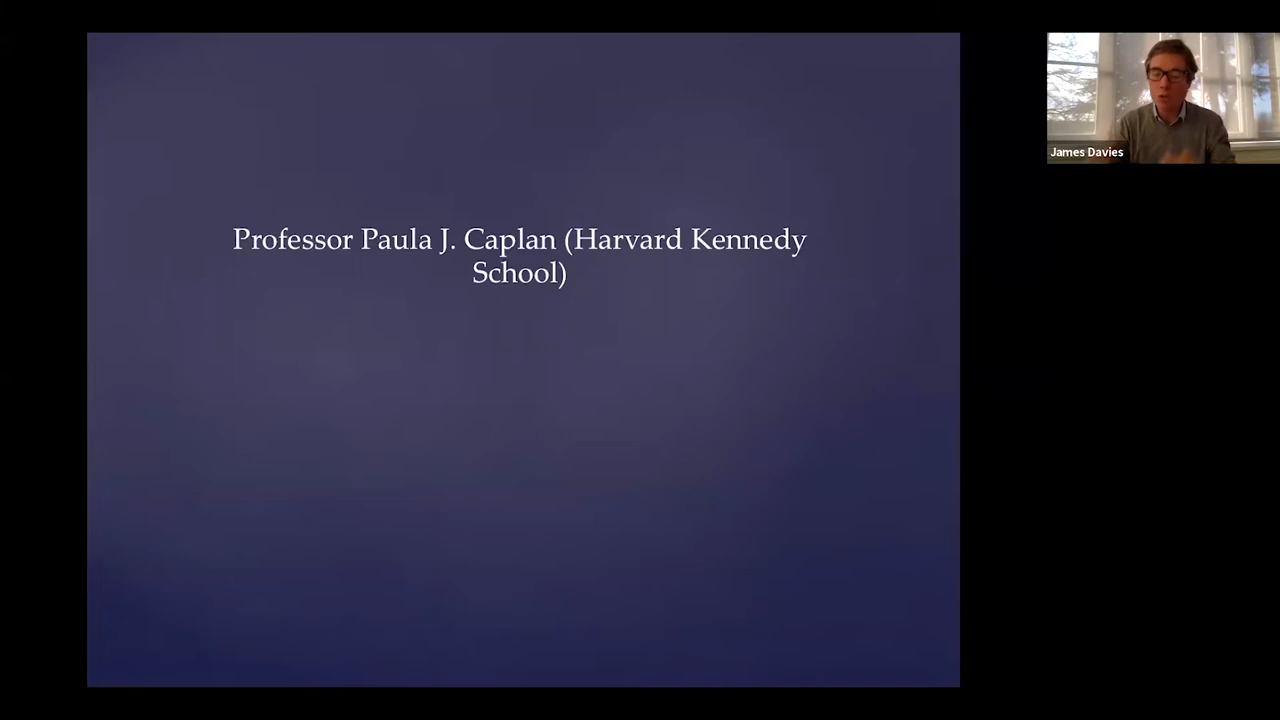 Professor Paula J. Caplan (Harvard Kennedy
School)
James Davies